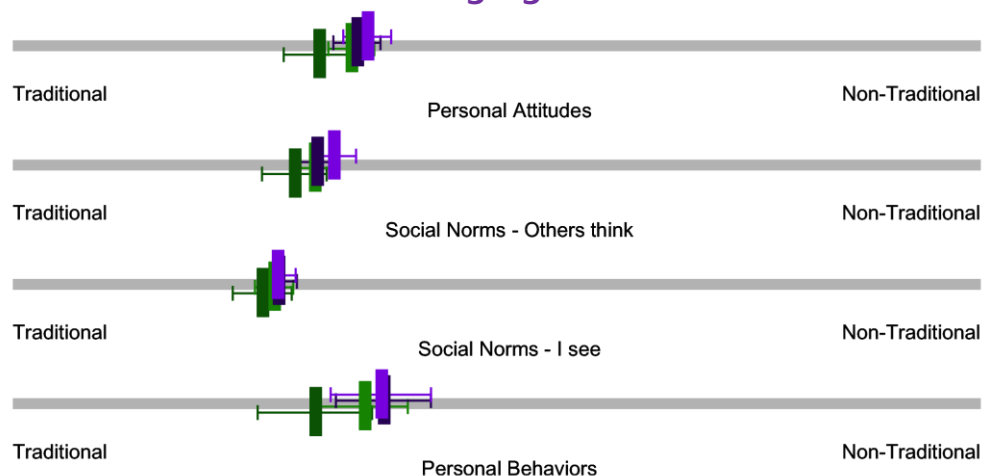 Traditional
Non-Traditional
Personal Attitudes
Traditional
Non-Traditional
Social Norms - Others think
Traditional
Non-Traditional
Social Norms - I see
Traditional
Non-Traditional
Personal Behaviors